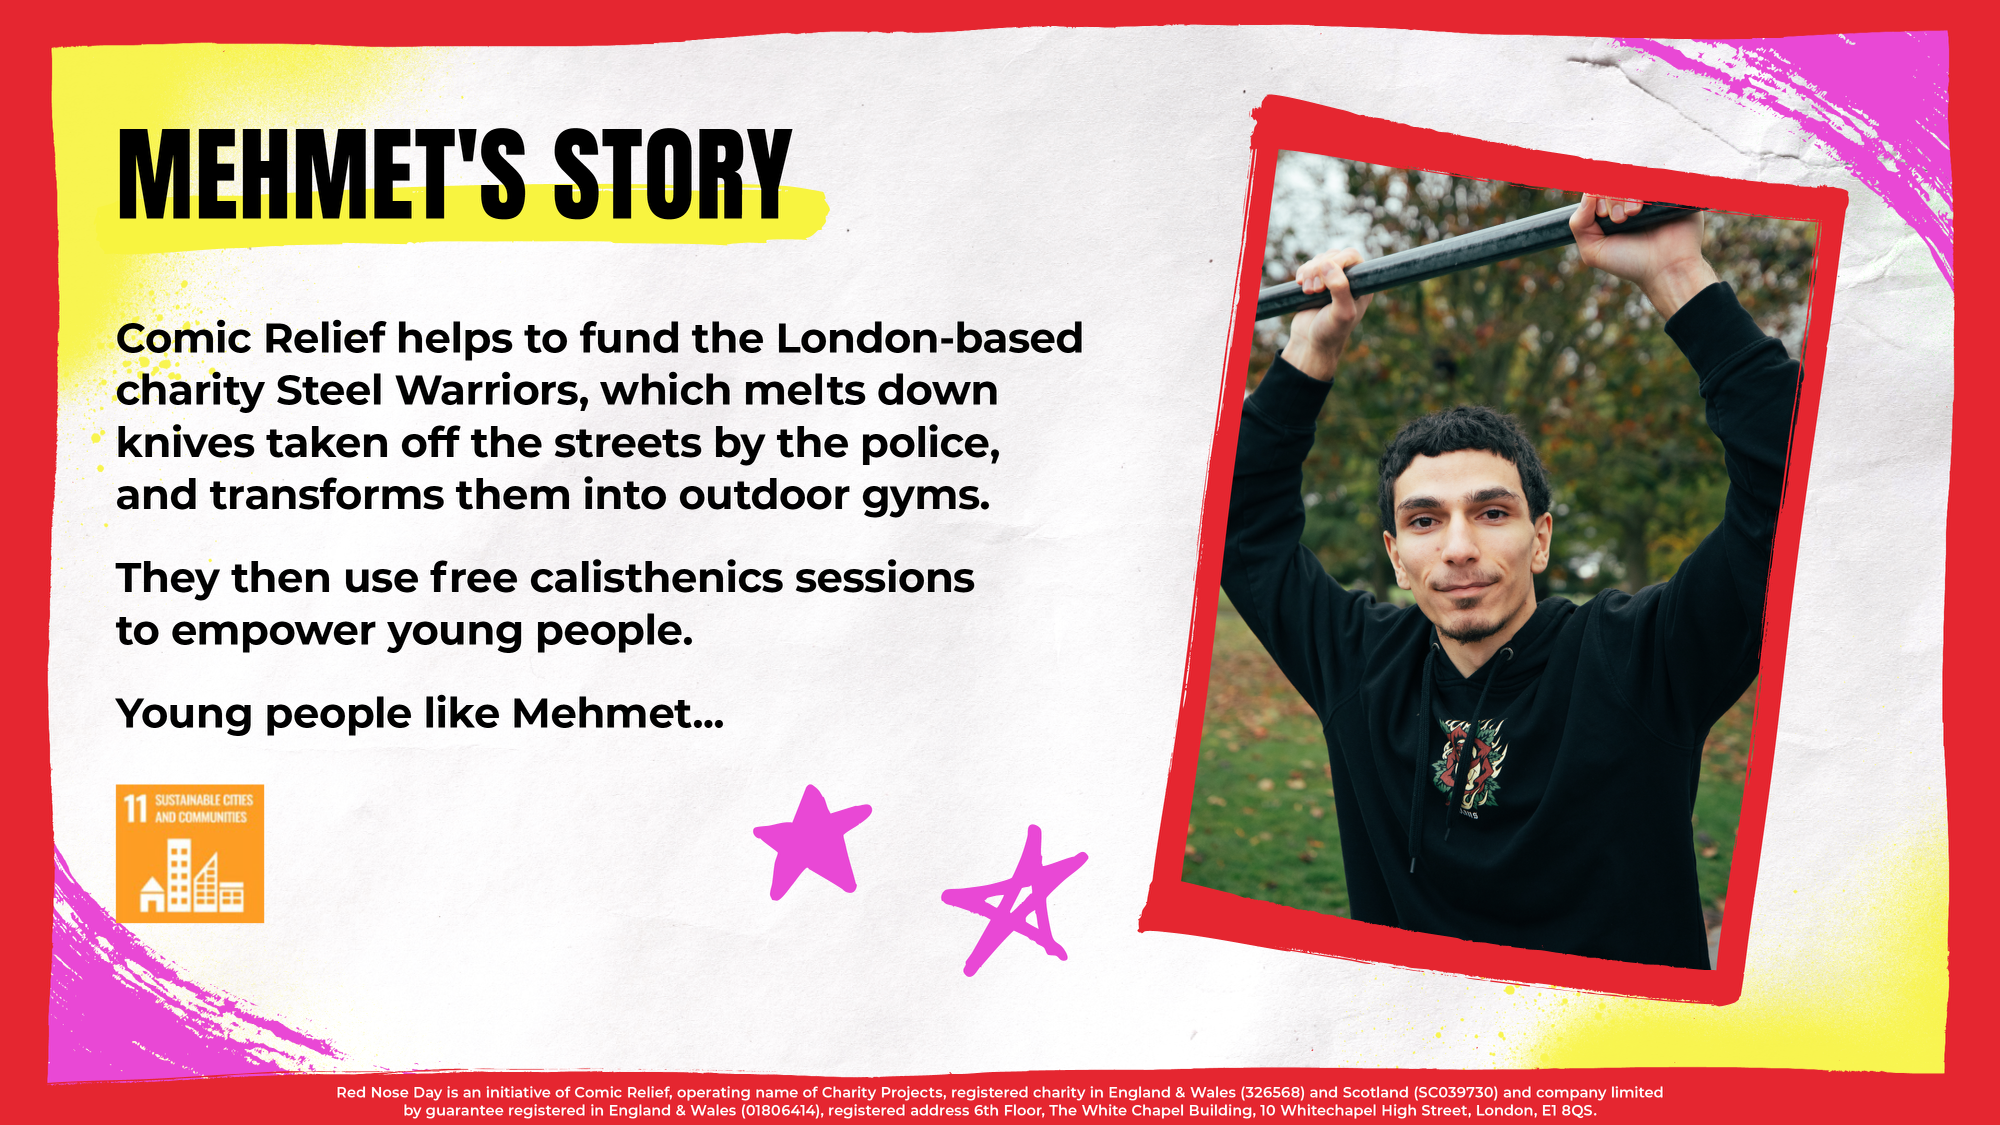 MEHMET'S STORY
Comic Relief helps to fund the London-based
charity Steel Warriors, which melts down
knives taken off the streets by the police,
and transforms them into outdoor gyms.
They then use free calisthenics sessions
to empower young people.
Young people like Mehmet...
11 SUSTAINABLE CITIES
AND COMMUNITIES
Red Nose Day is an initiative of Comic Relief, operating name of Charity Projects, registered charity in England & Wales (326568) and Scotland (SC039730) and company limited
by guarantee registered in England & Wales (01806414), registered address 6th Floor, The White Chapel Building, 10 Whitechapel High Street, London, E1 8QS.